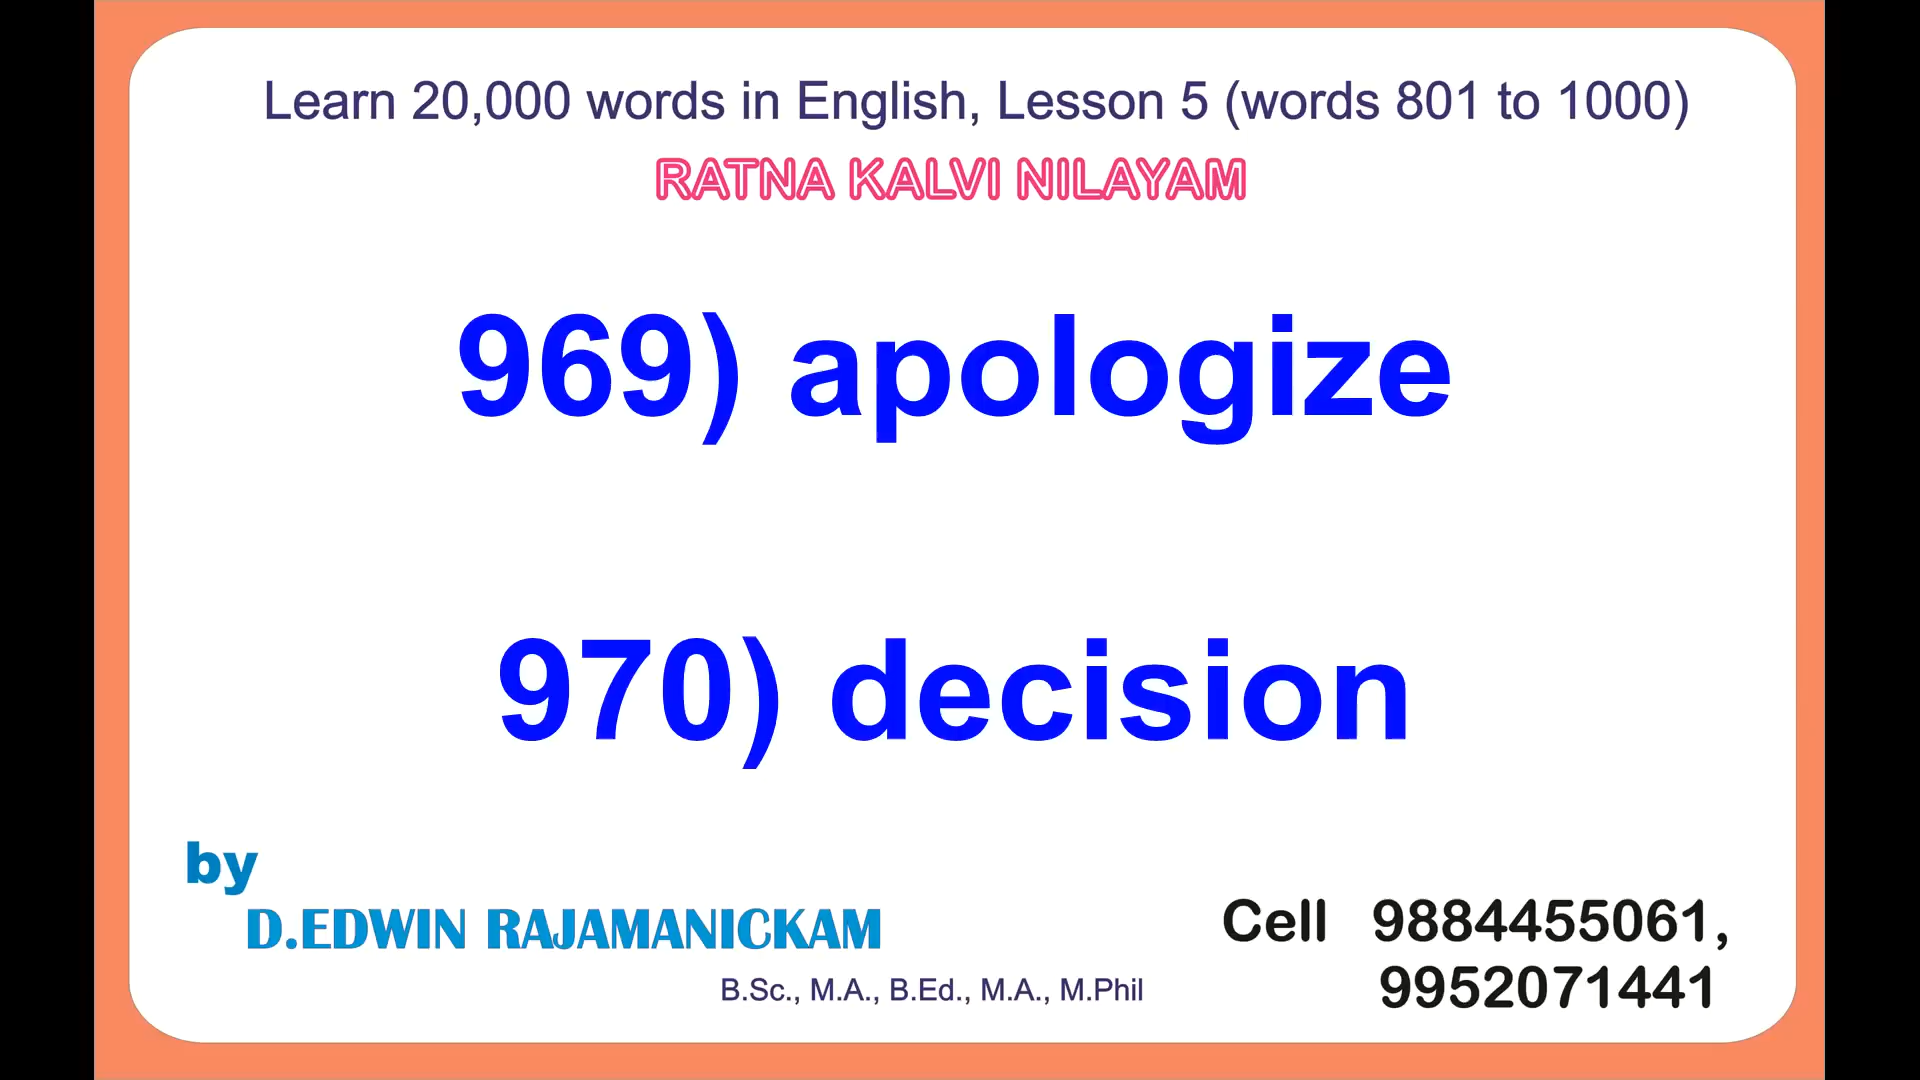 Learn 20,000 words in English, Lesson 5 (words 801 to 1000)
RATNA KALVI NILAYAM
969) apologize
970) decision
by
D.EDWIN RAJAMANICKAM
B.Sc., M.A., B.Ed., M.A., M.Phil
Cell 9884455061,
9952071441